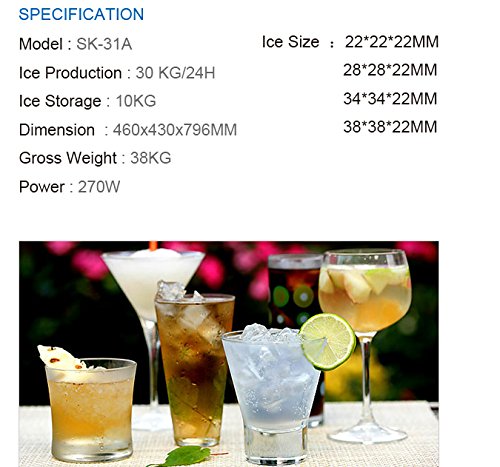 SPECIFICATION
Model : SK-31A
Ice Production : 30 KG/24H
Ice Storage : 10KG
Dimension  : 460x430x796MM
Gross Weight : 38KG
Power : 270W
Ice Size  : 22*22*22MM
28*28*22MM
34*34*22MM
38*38*22MM